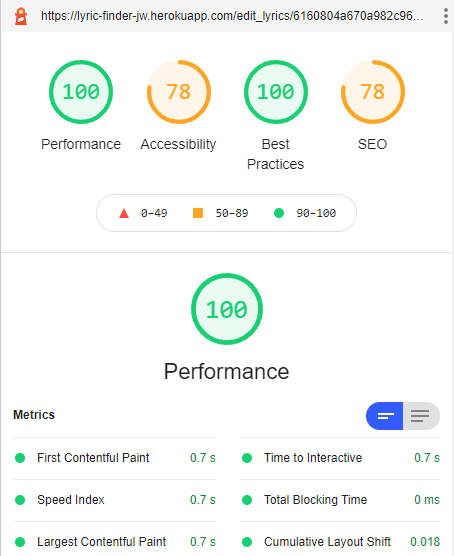 https://lyric-finder-jw.herokuapp.com/edit_lyrics/6160804a670a982c96...
100 78 100 78
Performance Accessibility Best Practices SEO
0–49 50–89 90–100
100
Performance
Metrics
First Contentful Paint 0.7 s Time to Interactive 0.7 s
Speed Index 0.7 s Total Blocking Time 0 ms
Largest Contentful Paint 0.7 s Cumulative Layout Shift 0.018